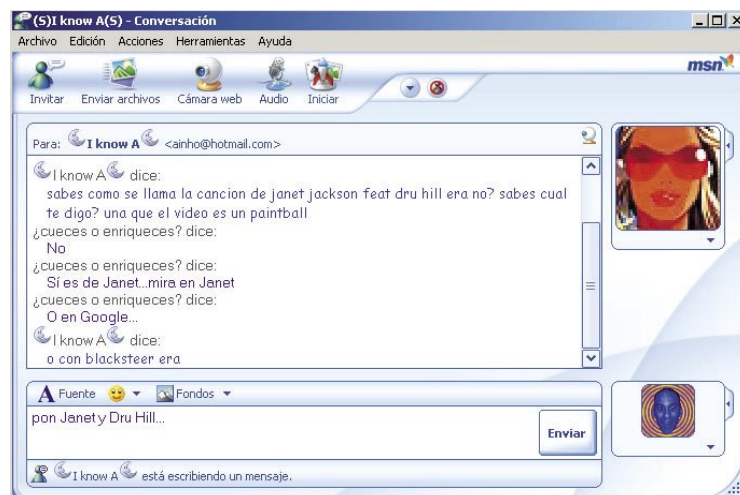 (S)I know A(S) - Conversación
Archivo Edición Acciones Herramientas Ayuda
msn
Invitar Enviar archivos Cámara web Audio Iniciar
Para: I know A <ainho@hotmail.com>
I know A dice:
sabes como se llama la cancion de janet jackson feat dru hill era no? sabes cual
te digo? una que el video es un paintball
¿cueces o enriqueces? dice:
No
¿cueces o enriqueces? dice:
Sí es de Janet...mira en Janet
¿cueces o enriqueces? dice:
O en Google...
I know A dice:
o con blacksteer era
A Fuente Fondos
pon Janet y Dru Hill...
Enviar
I know A está escribiendo un mensaje.